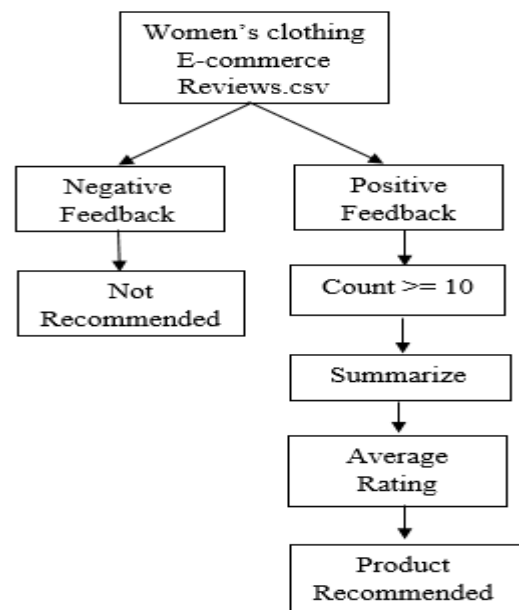 Women's clothing
E-commerce
Reviews.csv
Negative
Feedback
Positive
Feedback
Not
Recommended
Count >= 10
Summarize
Average
Rating
Product
Recommended